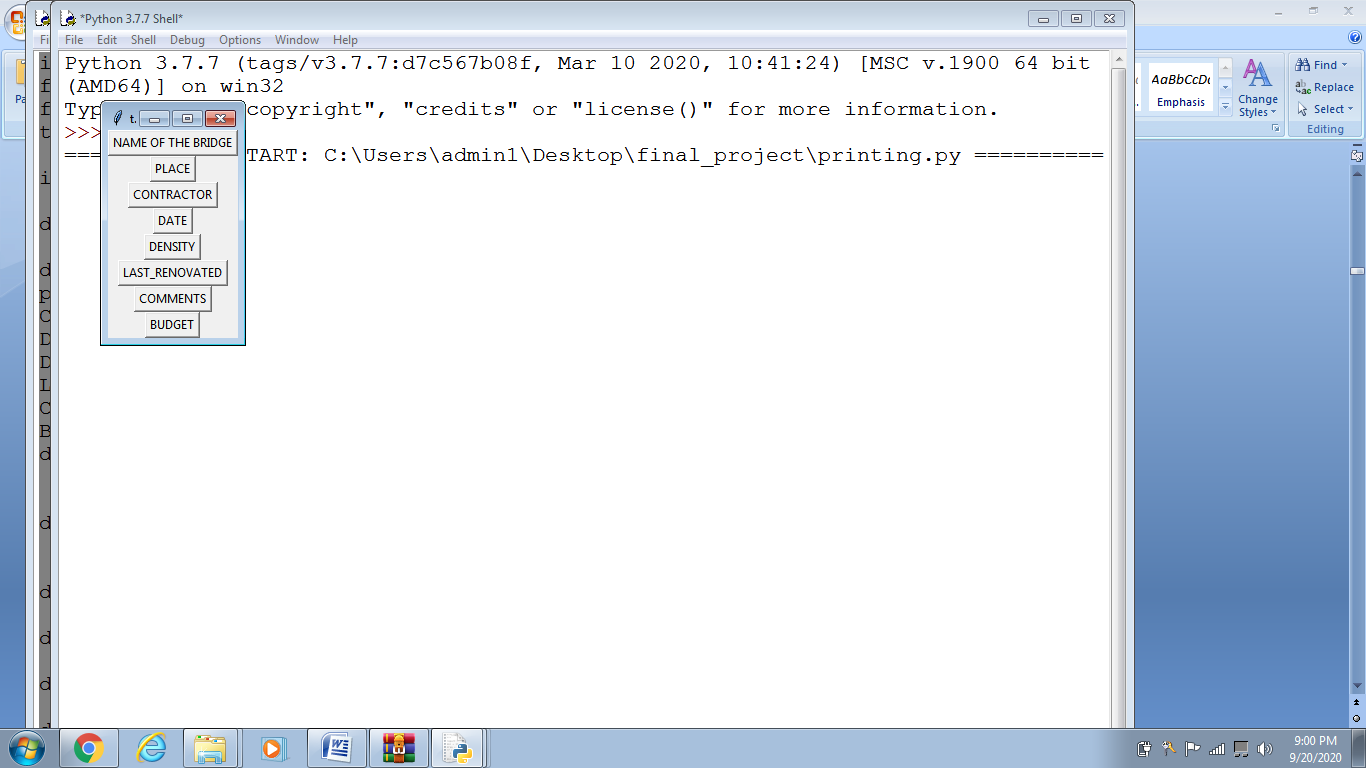 *Python 3.7.7 Shell*
File Edit Shell Debug Options Window Help
Python 3.7.7 (tags/v3.7.7:d7c567b08f, Mar 10 2020, 10:41:24) [MSC v.1900 64 bit
(AMD64)] on win32
Typ copyright", "credits" or "license()" for more information.
>>>
=== TART: C:\Users\admin1\Desktop\final_project\printing.py ==========
t.
NAME OF THE BRIDGE
PLACE
CONTRACTOR
DATE
DENSITY
LAST_RENOVATED
COMMENTS
BUDGET
Fi
i
f
f
t
i
d
d
p
C
D
D
L
C
B
d
d
d
d
d
Pa
AaBbCcDc
Emphasis
Change
Styles
Find
Replace
Select
Editing
9:00 PM
9/20/2020